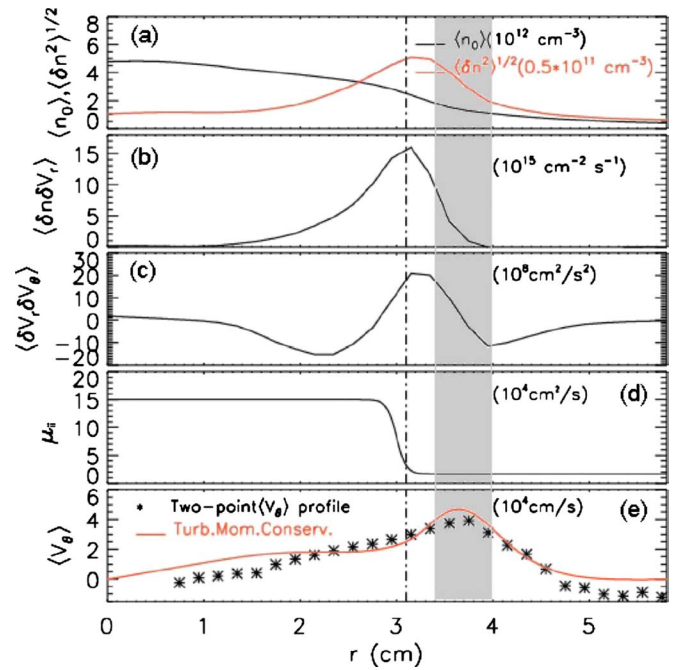 (a)
8
6
4
2
0
⟨n₀⟩,⟨δn²⟩^1/2
⟨n₀⟩(10¹² cm⁻³)
⟨δn²⟩^1/2(0.5*10¹¹ cm⁻³)
(b)
15
10
5
0
⟨δnδVᵣ⟩
(10¹⁵ cm⁻² s⁻¹)
(c)
30
20
10
0
-10
-20
⟨δVᵣδV_θ⟩
(10⁸cm²/s²)
(d)
20
15
10
5
0
μᵢᵢ
(10⁴cm²/s)
(e)
6
4
2
0
⟨V_θ⟩
* Two-point⟨V_θ⟩ profile
Turb.Mom.Conserv.
(10⁴cm/s)
0 1 2 3 4 5
r (cm)